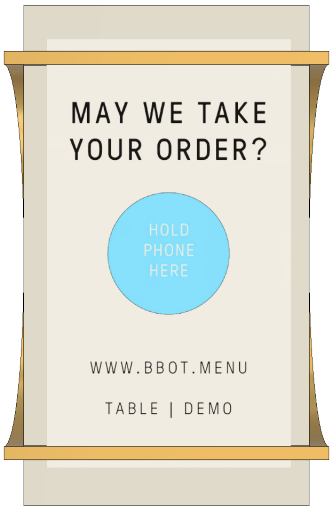 MAY WE TAKE
YOUR ORDER?
HOLD
PHONE
HERE
WWW.BBOT.MENU
TABLE | DEMO